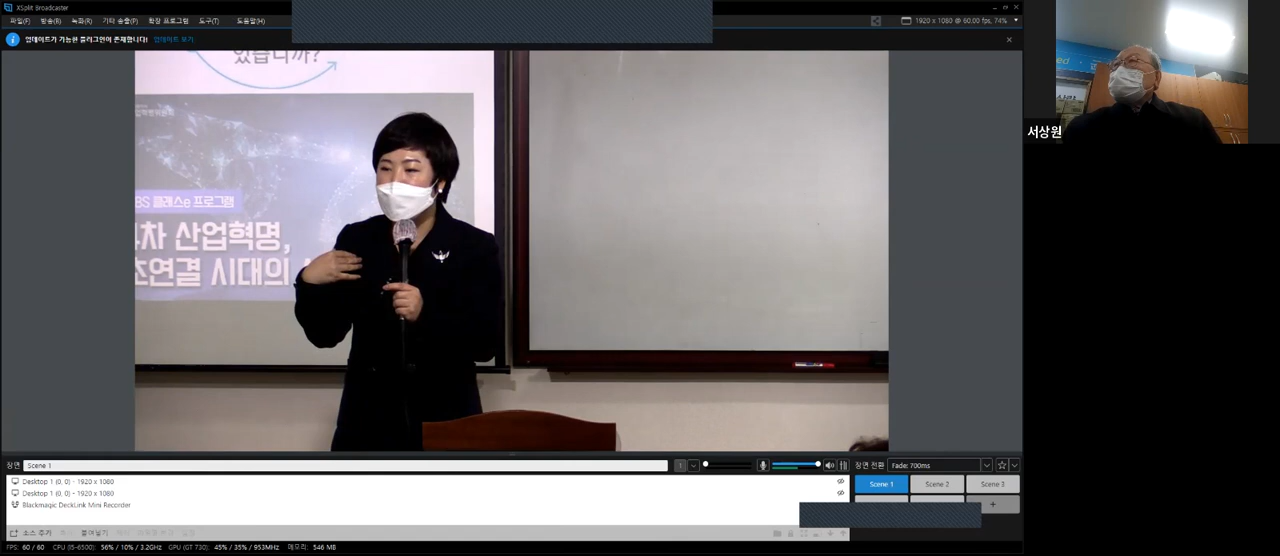 XSplit Broadcaster
파일(F) 방송(B) 녹화(R) 기타 송출(P) 확장 프로그램 도구(T) 도움말(H)
1920 x 1080 @ 60.00 fps, 74%
업데이트가 가능한 플러그인이 존재합니다! 업데이트 보기
있습니까?
BS 클래스e 프로그램
4차 산업혁명,
초연결 시대의
서상원
장면 Scene 1
1
장면 전환 Fade: 700ms
Desktop 1 (0, 0) - 1920 x 1080
Desktop 1 (0, 0) - 1920 x 1080
Blackmagic DeckLink Mini Recorder
Scene 1 Scene 2 Scene 3
+
소스 추가 붙여넣기
FPS: 60 / 60 CPU (i5-6500): 56% / 10% / 3.2GHz GPU (GT 730): 45% / 35% / 953MHz 메모리: 546 MB